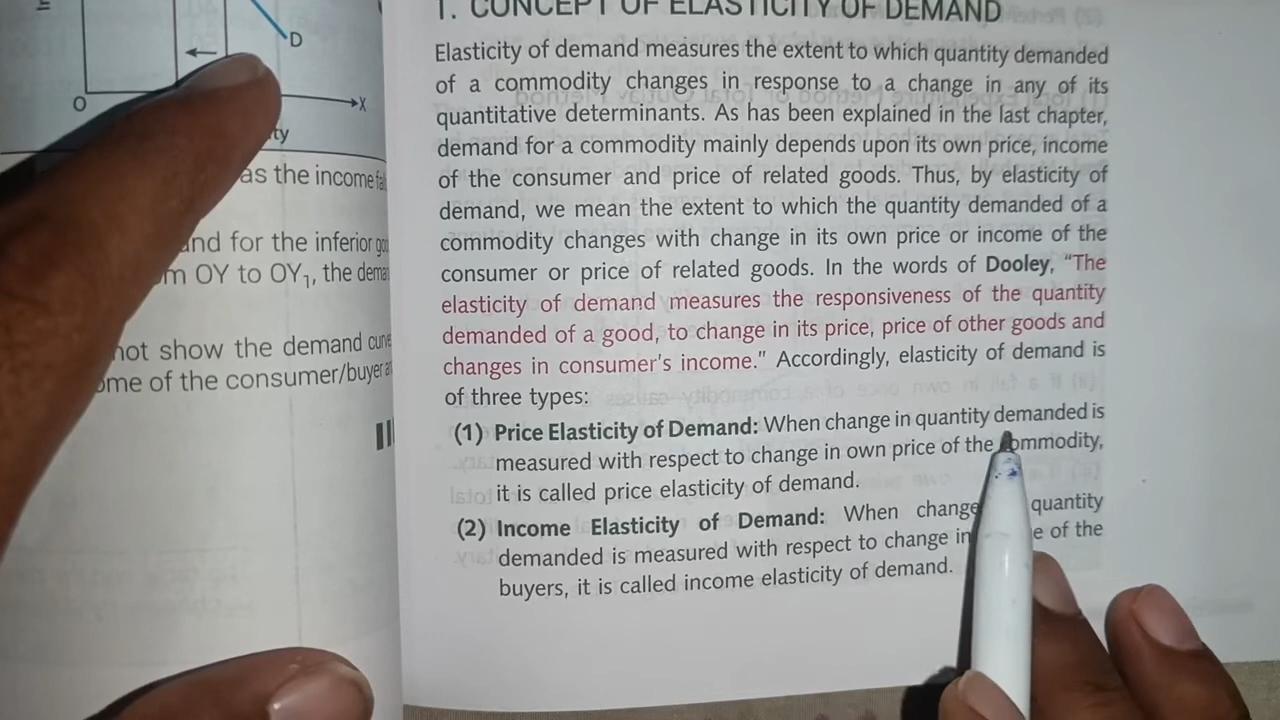 D
O
X
ty
as the income
and for the inferior
m OY to OY₁, the
not show the demand
ome of the consumer/buyer
1. CONCEPT OF ELASTICITY OF DEMAND
Elasticity of demand measures the extent to which quantity demanded
of a commodity changes in response to a change in any of its
quantitative determinants. As has been explained in the last chapter,
demand for a commodity mainly depends upon its own price, income
of the consumer and price of related goods. Thus, by elasticity of
demand, we mean the extent to which the quantity demanded of a
commodity changes with change in its own price or income of the
consumer or price of related goods. In the words of Dooley, “The
elasticity of demand measures the responsiveness of the quantity
demanded of a good, to change in its price, price of other goods and
changes in consumer's income.” Accordingly, elasticity of demand is
of three types:
(1) Price Elasticity of Demand: When change in quantity demanded is
measured with respect to change in own price of the commodity,
it is called price elasticity of demand.
(2) Income Elasticity of Demand: When change quantity
demanded is measured with respect to change in e of the
buyers, it is called income elasticity of demand.